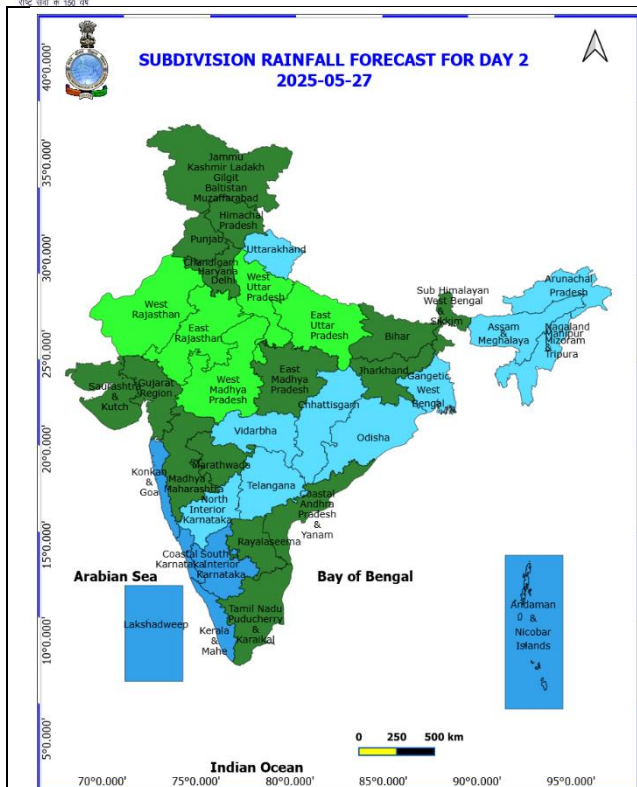 राष्ट्र सेवा के 150 वर्ष
SUBDIVISION RAINFALL FORECAST FOR DAY 2
2025-05-27
40°0.000'
35°0.000'
30°0.000'
25°0.000'
20°0.000'
15°0.000'
10°0.000'
5°0.000'
Jammu
Kashmir Ladakh
Gilgit
Baltistan
Muzaffarabad
Himachal
Pradesh
Punjab
Uttarakhand
Chandigarh
Haryana
Delhi
West
Uttar
Pradesh
West
Rajasthan
East
Rajasthan
East
Uttar
Pradesh
Sub Himalayan
West Bengal
&
Sikkim
Arunachal
Pradesh
Assam
&
Meghalaya
Nagaland
Manipur
Mizoram
&
Tripura
Bihar
Jharkhand
Gangetic
West
Bengal
Saurashtra
&
Kutch
Gujarat
Region
West
Madhya
Pradesh
East
Madhya
Pradesh
Chhattisgarh
Vidarbha
Odisha
Konkan
&
Goa
Madhya
Maharashtra
Marathwada
Telangana
North
Interior
Karnataka
Coastal
Andhra
Pradesh
&
Yanam
Rayalaseema
Coastal
Karnataka
South
Interior
Karnataka
Arabian Sea
Bay of Bengal
Lakshadweep
Kerala
&
Mahe
Tamil Nadu
Puducherry
&
Karaikal
Andaman
&
Nicobar
Islands
0 250 500 km
Indian Ocean
70°0.000' 75°0.000' 80°0.000' 85°0.000' 90°0.000' 95°0.000'